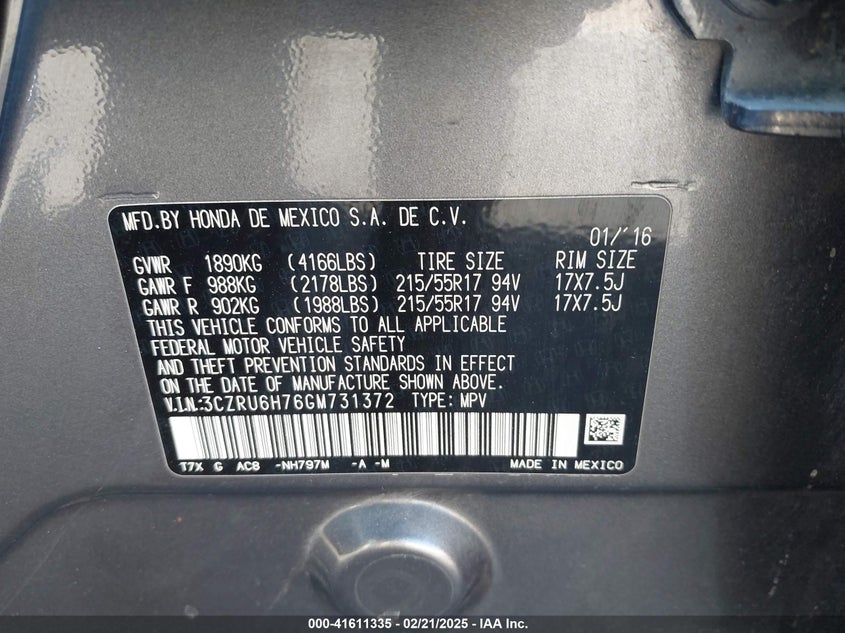 MFD.BY HONDA DE MEXICO S.A. DE C.V.
01/'16
GVWR 1890KG (4166LBS) TIRE SIZE RIM SIZE
GAWR F 988KG (2178LBS) 215/55R17 94V 17X7.5J
GAWR R 902KG (1988LBS) 215/55R17 94V 17X7.5J
THIS VEHICLE CONFORMS TO ALL APPLICABLE
FEDERAL MOTOR VEHICLE SAFETY
AND THEFT PREVENTION STANDARDS IN EFFECT
ON THE DATE OF MANUFACTURE SHOWN ABOVE.
V.I.N.:3CZRU6H76GM731372 TYPE: MPV
T7X G AC8 -NH797M -A -M MADE IN MEXICO
000-41611335 - 02/21/2025 - IAA Inc.